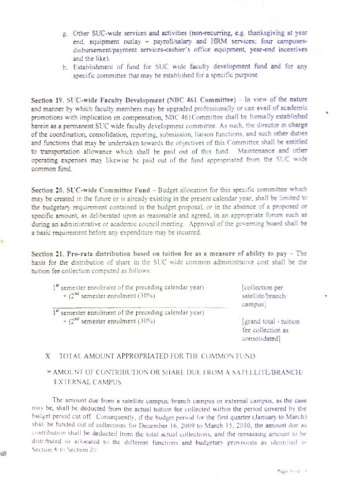 g. Other SUC-wide services and activities (non-recurring, e.g. thanksgiving at year
end, equipment outlay – payroll/salary and HRM services; four campuses-
disbursement/payment services-cashier's office equipment, year-end incentives
and the like).
h. Establishment of fund for SUC wide faculty development fund and for any
specific committee that may be established for a specific purpose
Section 19. SUC-wide Faculty Development (NBC 461 Committee) - In view of the nature
and manner by which faculty members may be upgraded professionally or can avail of academic
promotions with implication on compensation, NBC 461Committee shall be formally established
herein as a permanent SUC wide faculty development committee. As such, the director in charge
of the coordination, consolidation, reporting, submission, liaison functions, and such other duties
and functions that may be undertaken towards the objectives of this Committee shall be entitled
to transportation allowance which shall be paid out of this fund. Maintenance and other
operating expenses may likewise be paid out of the fund appropriated from the SUC wide
common fund.
Section 20. SUC-wide Committee Fund – Budget allocation for this specific committee which
may be created in the future or is already existing in the present calendar year, shall be limited to
the budgetary requirement contained in the budget proposal, or in the absence of a proposed or
specific amount, as deliberated upon as reasonable and agreed, in an appropriate forum such as
during an administrative or academic council meeting. Approval of the governing board shall be
a basic requirement before any expenditure may be incurred.
Section 21. Pro-rata distribution based on tuition fee as a measure of ability to pay – The
basis for the distribution of share in the SUC wide common administrative cost shall be the
tuition fee collection computed as follows
1st semester enrolment of the preceding calendar year) [collection per
+ (2nd semester enrolment (30%) satellite/branch
campus]
1st semester enrolment of the preceding calendar year)
+ (2nd semester enrolment (30%) [grand total - tuition
fee collection as
consolidated]
X TOTAL AMOUNT APPROPRIATED FOR THE COMMON FUND
= AMOUNT OF CONTRIBUTION OR SHARE DUE FROM A SATELLITE/BRANCH/
EXTERNAL CAMPUS
The amount due from a satellite campus, branch campus or external campus, as the case
may be, shall be deducted from the actual tuition fee collected within the period covered by the
budget period cut off. Consequently, if the budget period for the first quarter (January to March)
shall be funded out of collections for December 16, 2009 to March 15, 2010, the amount due as
contribution shall be deducted from the total actual collections, and the remaining amount to be
distributed or allocated to the different functions and budgetary provisions as identified in
Section 6 to Section 20
Page